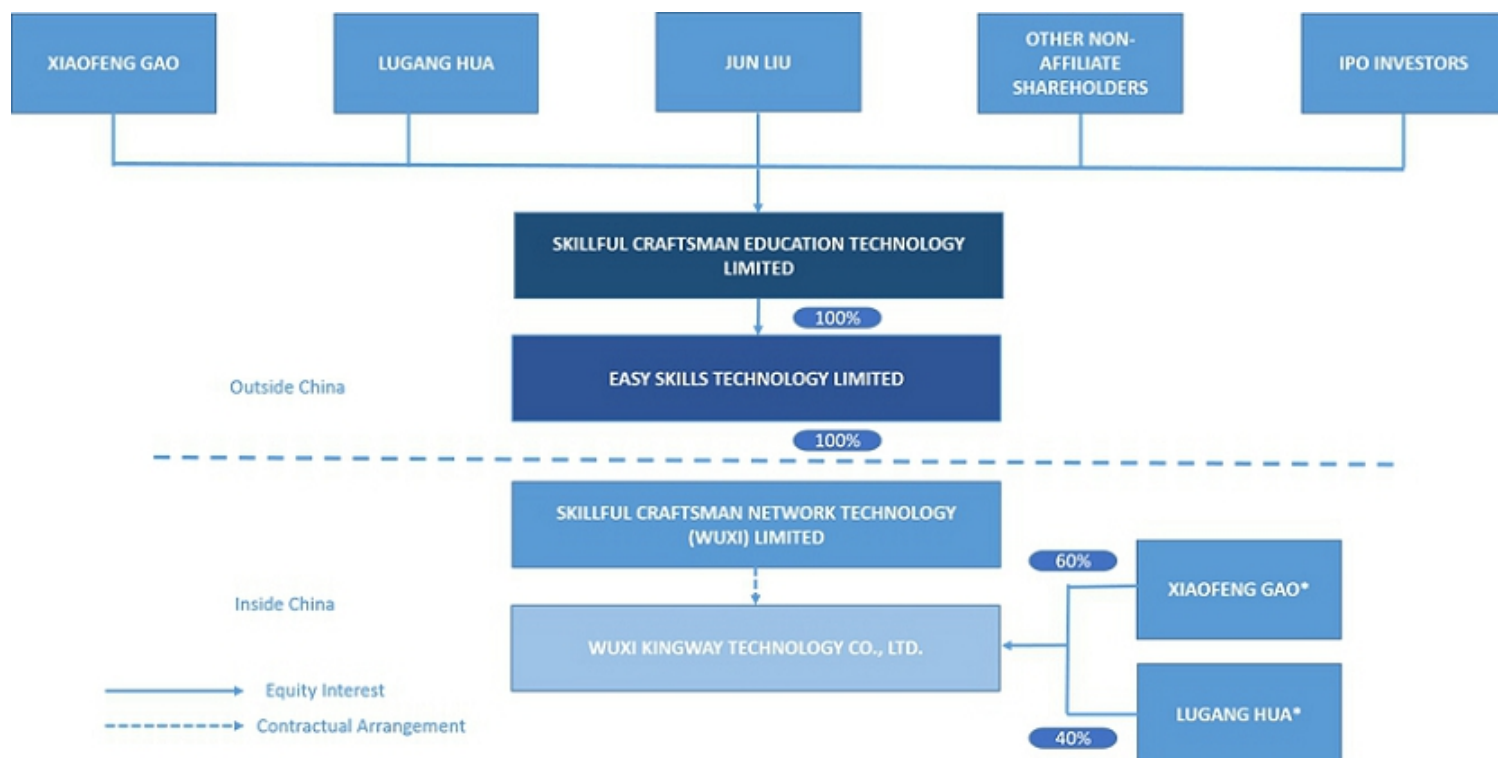 XIAOFENG GAO
LUGANG HUA
JUN LIU
OTHER NON-
AFFILIATE
SHAREHOLDERS
IPO INVESTORS
SKILLFUL CRAFTSMAN EDUCATION TECHNOLOGY
LIMITED
100%
EASY SKILLS TECHNOLOGY LIMITED
Outside China
100%
SKILLFUL CRAFTSMAN NETWORK TECHNOLOGY
(WUXI) LIMITED
60%
XIAOFENG GAO*
Inside China
WUXI KINGWAY TECHNOLOGY CO., LTD.
Equity Interest
LUGANG HUA*
Contractual Arrangement
40%